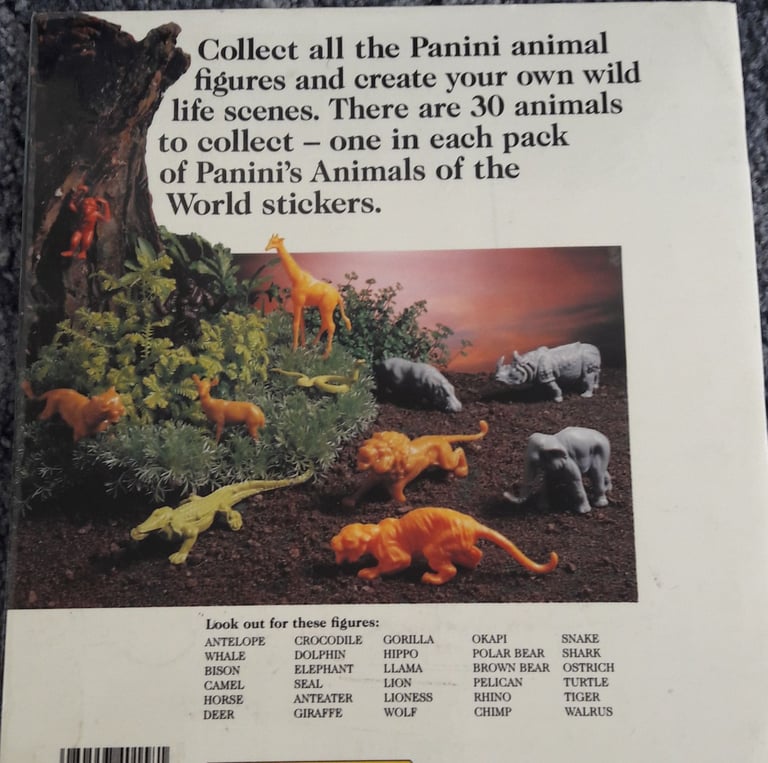 Collect all the Panini animal
figures and create your own wild
life scenes. There are 30 animals
to collect – one in each pack
of Panini's Animals of the
World stickers.
Look out for these figures:
ANTELOPE CROCODILE GORILLA OKAPI SNAKE
WHALE DOLPHIN HIPPO POLAR BEAR SHARK
BISON ELEPHANT LLAMA BROWN BEAR OSTRICH
CAMEL SEAL LION PELICAN TURTLE
HORSE ANTEATER LIONESS RHINO TIGER
DEER GIRAFFE WOLF CHIMP WALRUS